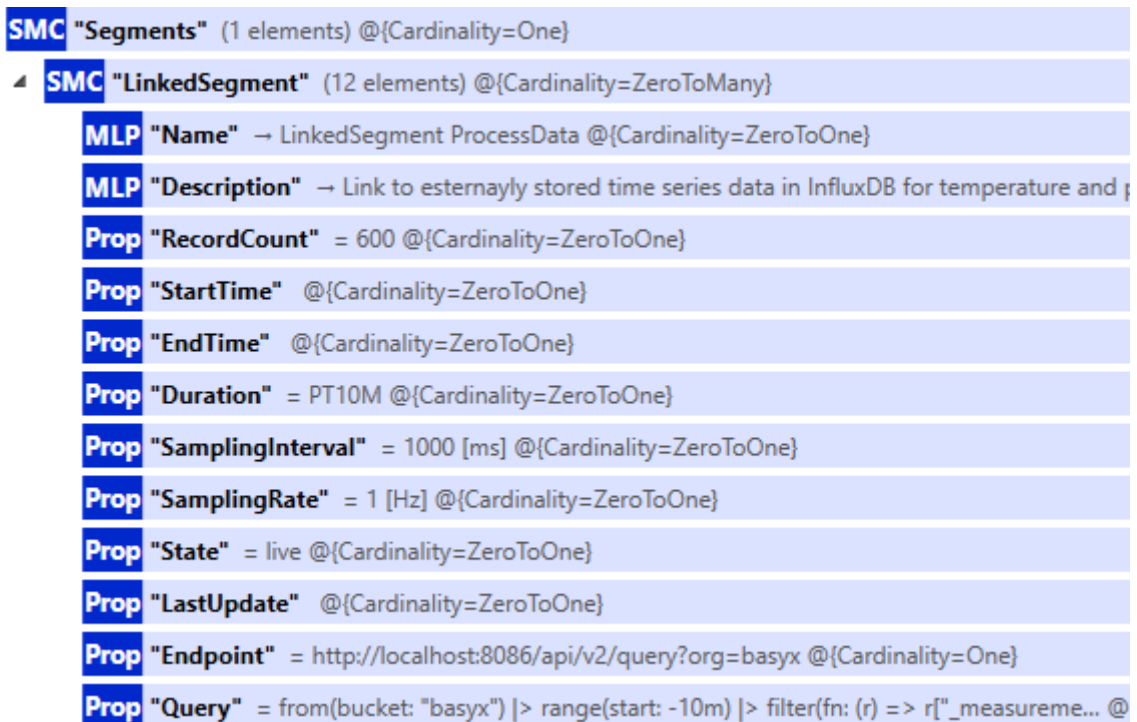 SMC "Segments" (1 elements) @{Cardinality=One}
SMC "LinkedSegment" (12 elements) @{Cardinality=ZeroToMany}
MLP "Name" → LinkedSegment ProcessData @{Cardinality=ZeroToOne}
MLP "Description" → Link to esternayly stored time series data in InfluxDB for temperature and
Prop "RecordCount" = 600 @{Cardinality=ZeroToOne}
Prop "StartTime" @{Cardinality=ZeroToOne}
Prop "EndTime" @{Cardinality=ZeroToOne}
Prop "Duration" = PT10M @{Cardinality=ZeroToOne}
Prop "SamplingInterval" = 1000 [ms] @{Cardinality=ZeroToOne}
Prop "SamplingRate" = 1 [Hz] @{Cardinality=ZeroToOne}
Prop "State" = live @{Cardinality=ZeroToOne}
Prop "LastUpdate" @{Cardinality=ZeroToOne}
Prop "Endpoint" = http://localhost:8086/api/v2/query?org=basyx @{Cardinality=One}
Prop "Query" = from(bucket: "basyx") |> range(start: -10m) |> filter(fn: (r) => r["_measureme... @